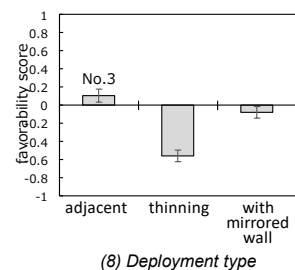 favorability score
1
0.8
0.6
0.4
0.2
0
0.2
-0.4
-0.6
-0.8
-1
No.3
adjacent
thinning
with
mirrored
wall
(8) Deployment type